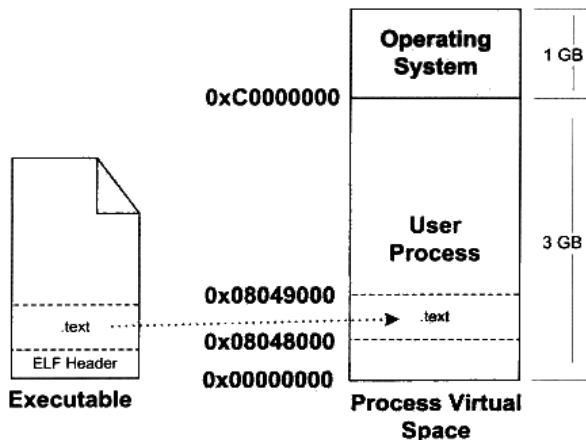 Operating
System
1 GB
0xC0000000
User
Process
3 GB
0x08049000
.text
.text
0x08048000
ELF Header
0x00000000
Executable
Process Virtual
Space